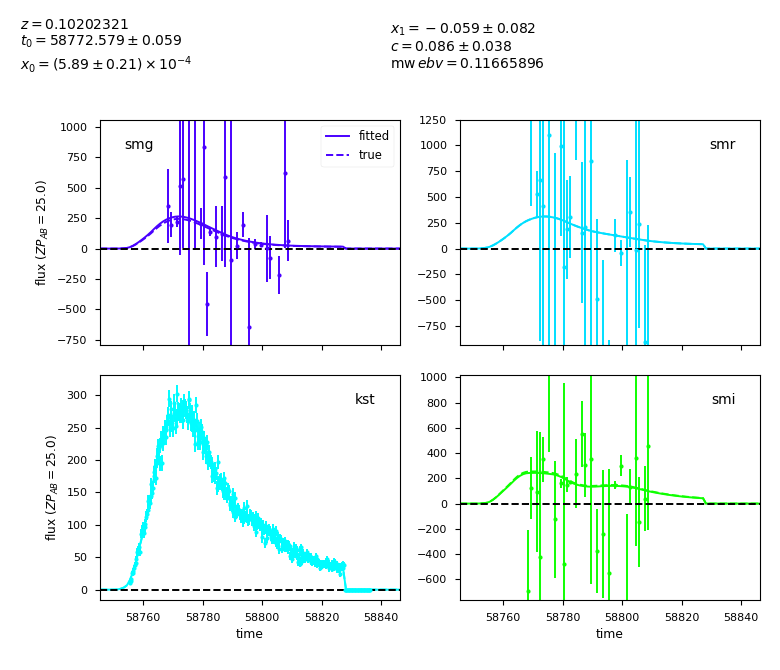 z = 0.10202321
t₀ = 58772.579 ± 0.059
x₀ = (5.89 ± 0.21) × 10⁻⁴
x₁ = −0.059 ± 0.082
c = 0.086 ± 0.038
mw ebv = 0.11665896
smg
fitted
true
1000
750
500
250
0
−250
−500
−750
flux (ZP_AB = 25.0)
smr
1250
1000
750
500
250
0
−250
−500
−750
kst
300
250
200
150
100
50
0
flux (ZP_AB = 25.0)
58760 58780 58800 58820 58840
time
smi
1000
800
600
400
200
0
−200
−400
−600
58760 58780 58800 58820 58840
time